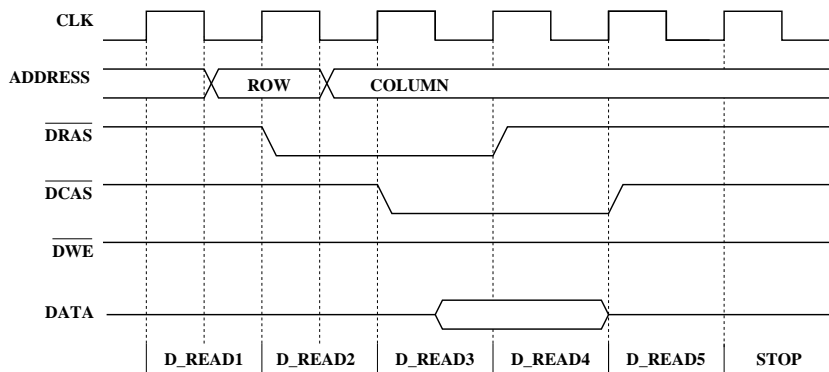 CLK
ADDRESS ROW COLUMN
DRAS
DCAS
DWE
DATA
D_READ1 D_READ2 D_READ3 D_READ4 D_READ5 STOP